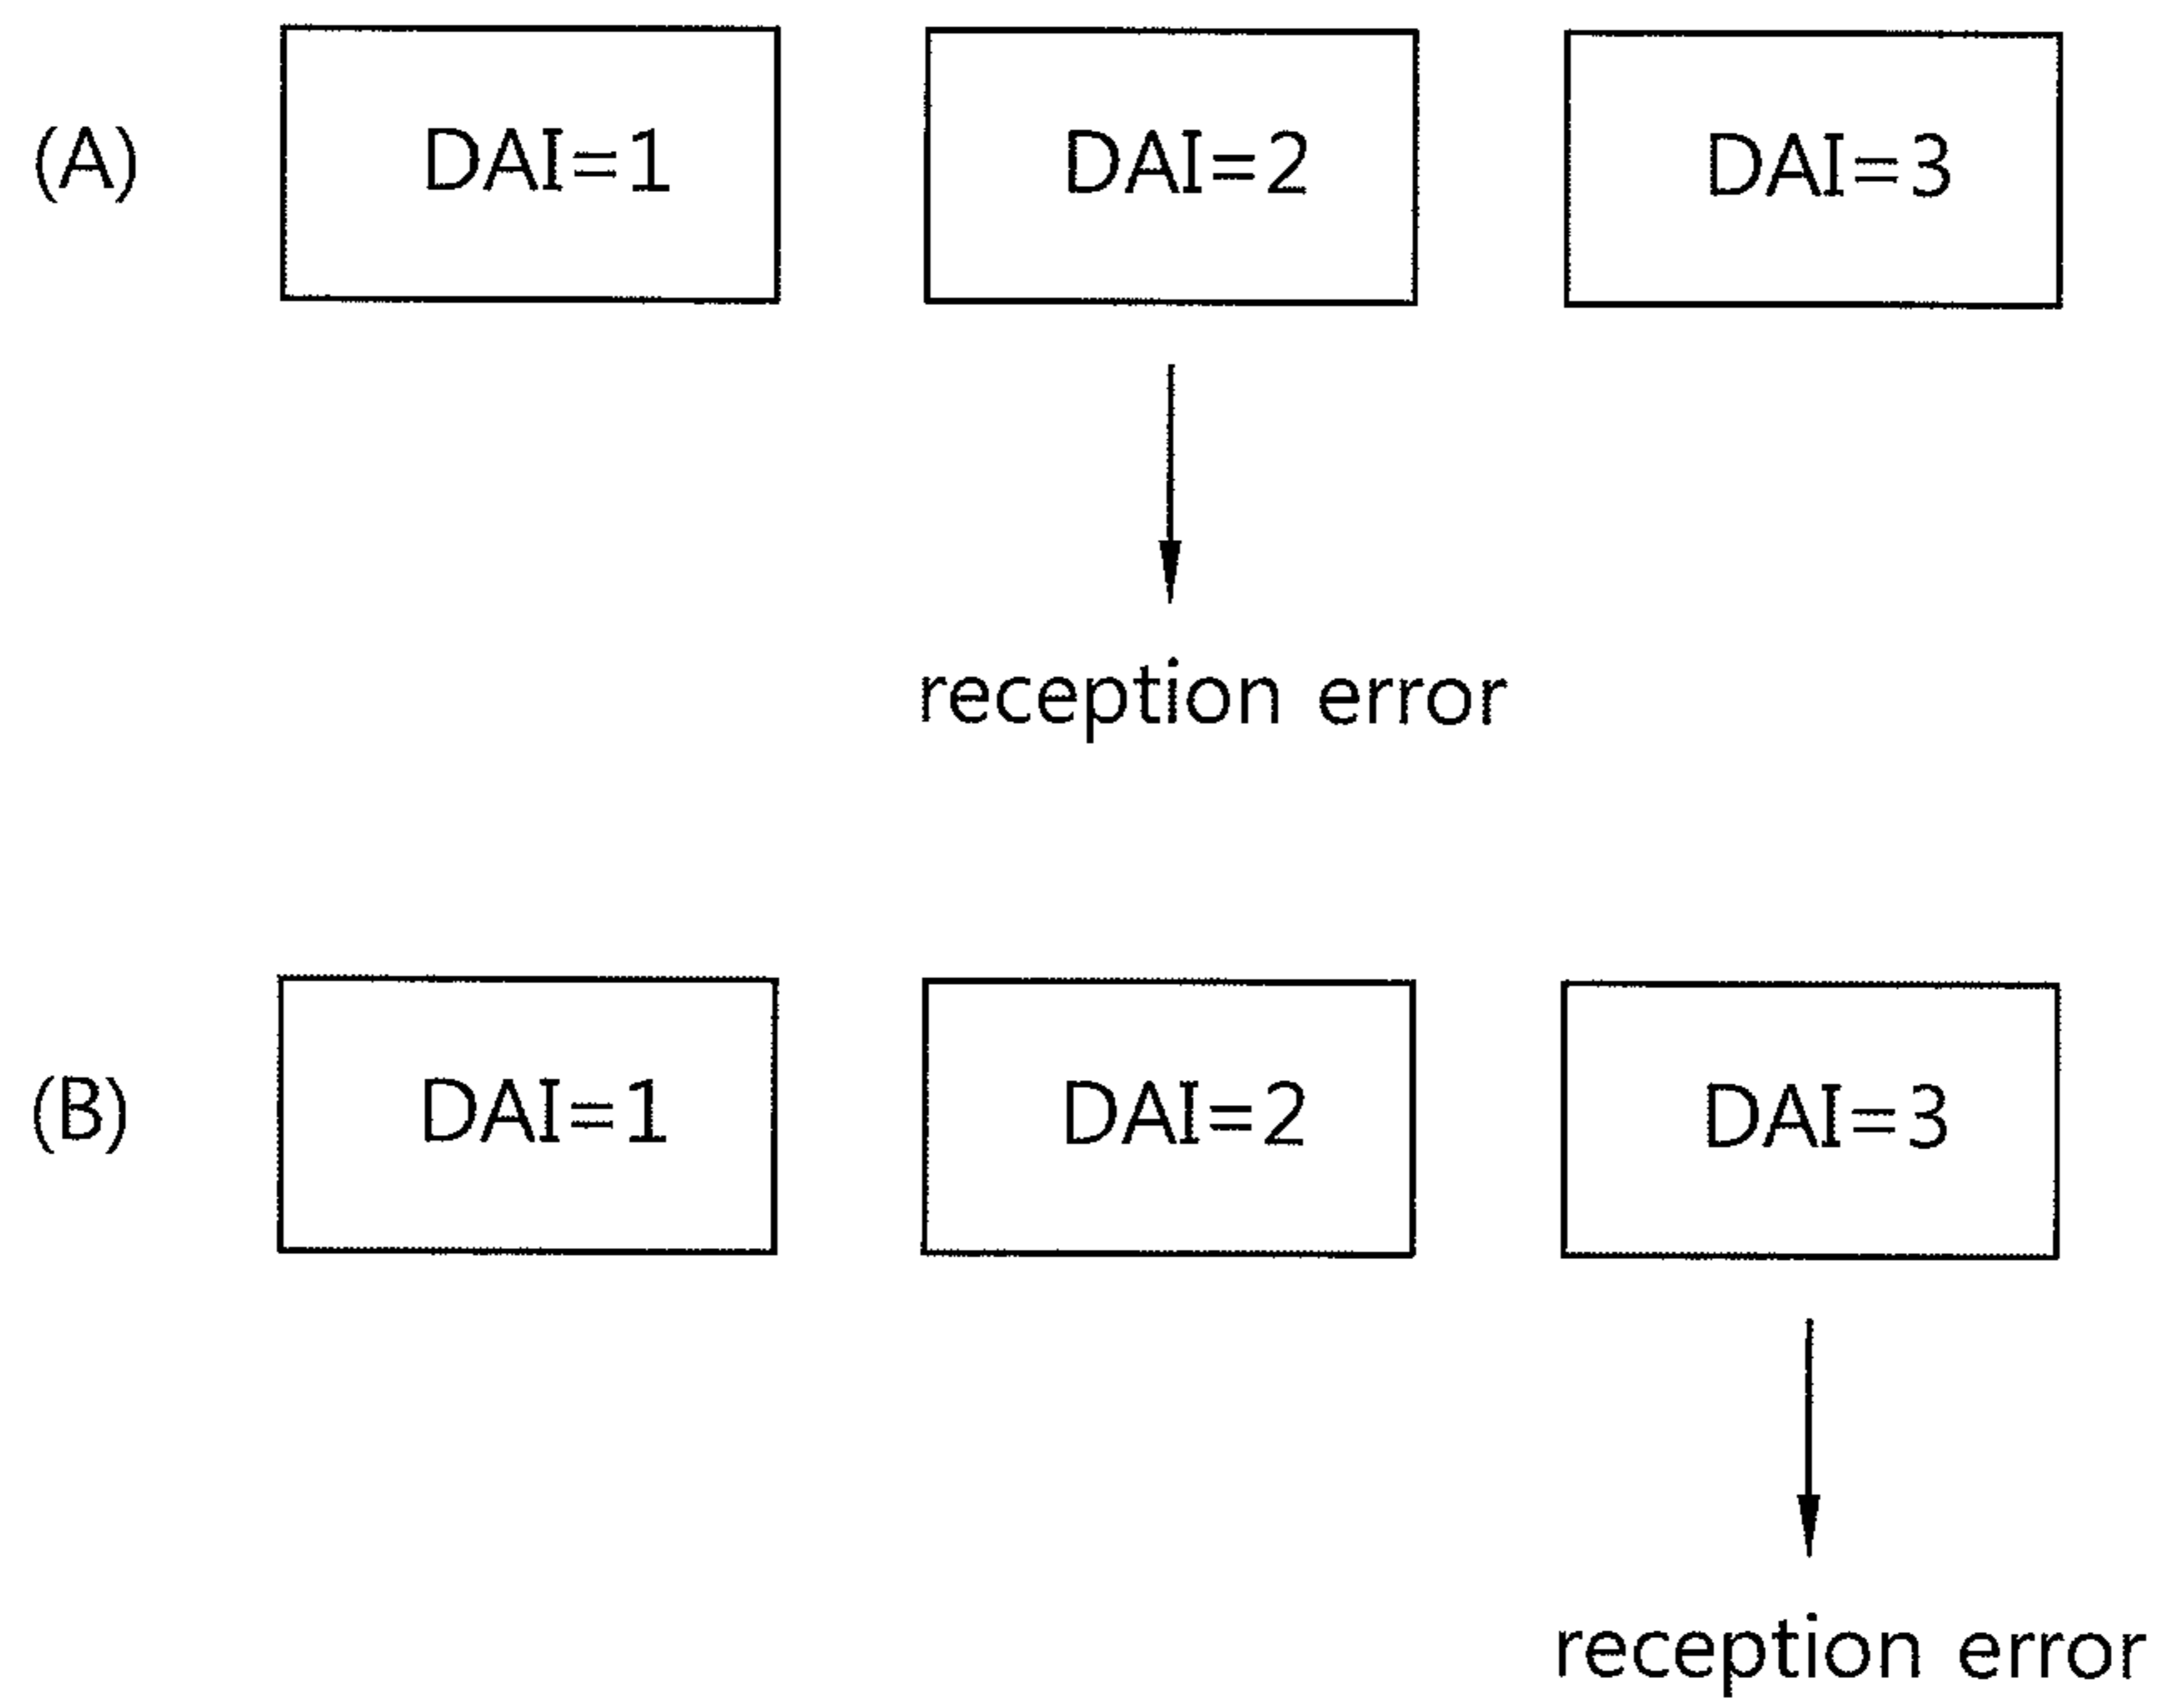 (A) DAI=1 DAI=2 DAI=3
reception error
(B) DAI=1 DAI=2 DAI=3
reception error